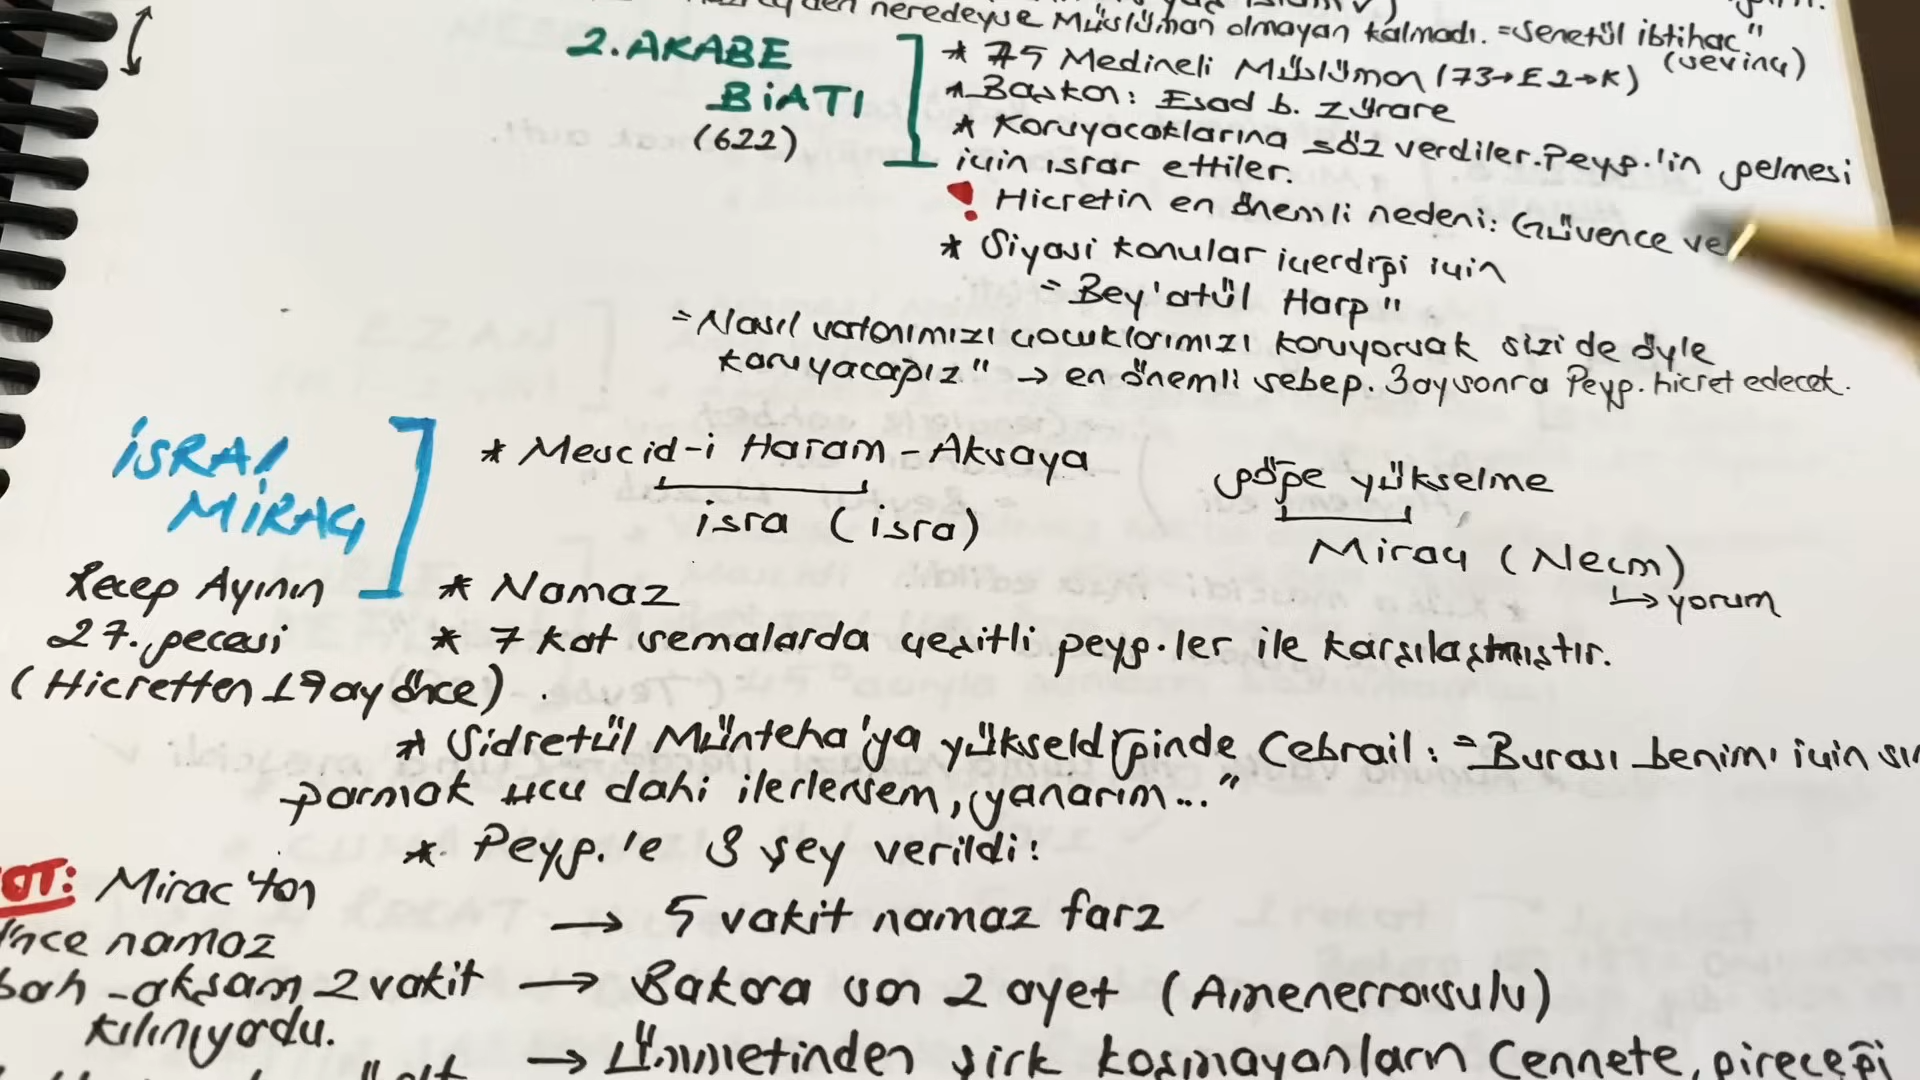 neredeyse Müslüman olmayan kalmadı. "Senetül ibtihac"
(sevinç)
2. AKABE BİATI
(622)
* 75 Medineli Müslüman (73→E 2→K)
* Başkan: Esad b. Zürare
* Koruyacaklarına söz verdiler. Peyg.'in gelmesi
için ısrar ettiler.
! Hicretin en önemli nedeni: Güvence ve
* Siyasi konular içerdiği için
"Bey'atül Harp"
"Nasıl vatanımızı çocuklarımızı koruyorsak sizi de öyle
koruyacağız" → en önemli sebep. 3 ay sonra Peyg. hicret edecek.
İSRA/
MİRAÇ
Recep Ayının
27. gecesi
(Hicretten 19 ay önce)
* Mescid-i Haram - Aksaya
isra (isra)
göğe yükselme
Miraç (Necm)
↳ yorum
* Namaz
* 7 kat semalarda çeşitli peyg.ler ile karşılaşmıştır.
* Sidretül Münteha'ya yükseldiğinde Cebrail: "Burası benim için
parmak ucu dahi ilerlersem, yanarım..."
* Peyg.'e 3 şey verildi:
→ 5 vakit namaz farz
→ Bakara son 2 ayet (Amenerrasulu)
→ Ümmetinden şirk koşmayanların Cennete gireceği
OT: Mirac'tan
nce namaz
bah - akşam 2 vakit
kılınıyordu.